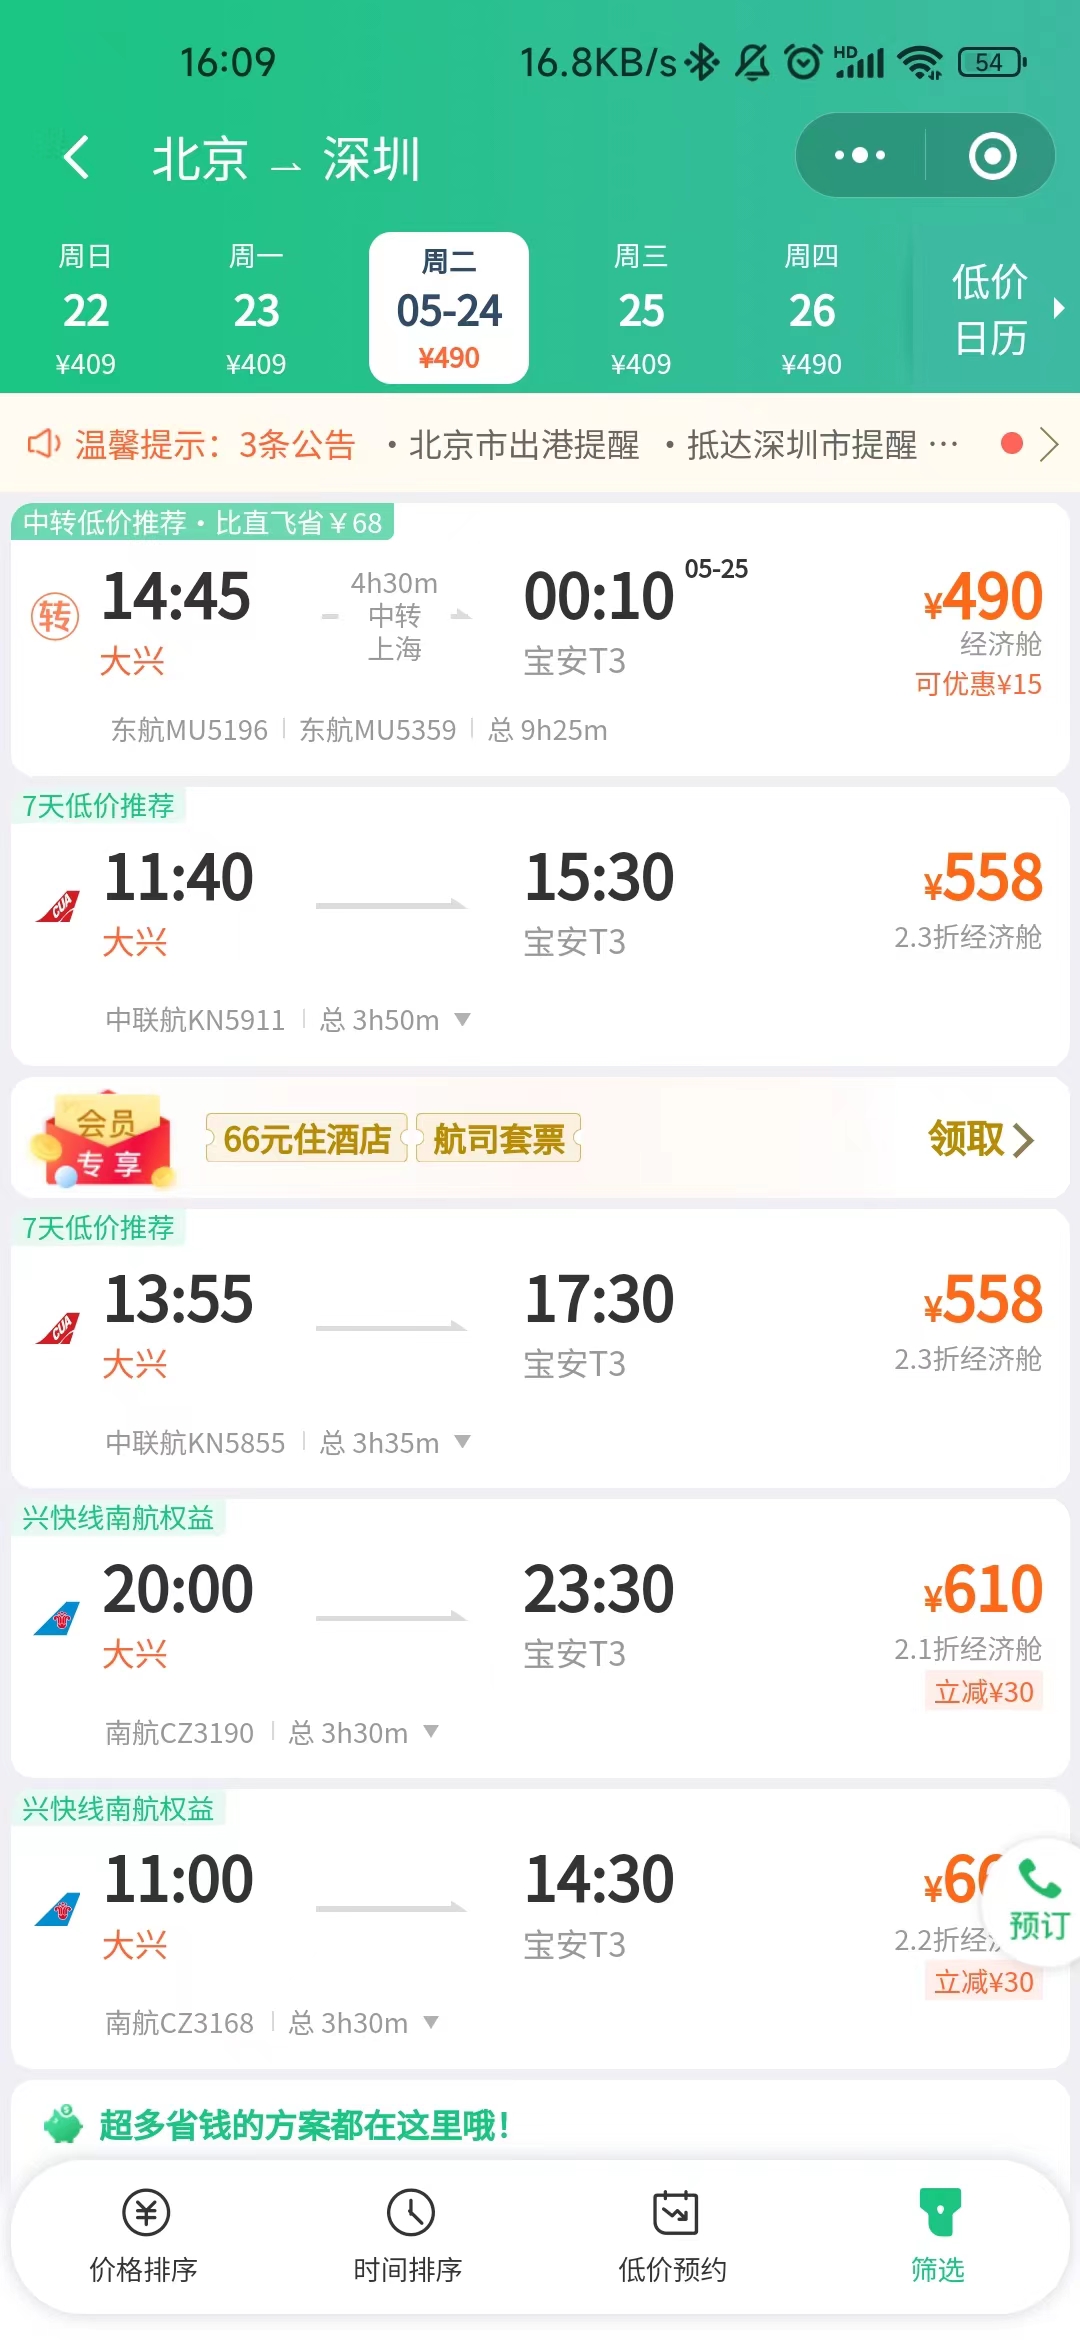 16:09 16.8KB/s HD 54
北京 → 深圳
周日 周一 周二 周三 周四
22 23 05-24 25 26
¥409 ¥409 ¥490 ¥409 ¥490
低价
日历
温馨提示：3条公告 ·北京市出港提醒 ·抵达深圳市提醒 ···
中转低价推荐·比直飞省￥68
转 14:45 4h30m 00:10 05-25 ¥490
中转
上海
大兴 宝安T3 经济舱
可优惠¥15
东航MU5196 东航MU5359 总 9h25m
7天低价推荐
CUA 11:40 15:30 ¥558
大兴 宝安T3 2.3折经济舱
中联航KN5911 总 3h50m
会员
专享
66元住酒店 航司套票 领取
7天低价推荐
CUA 13:55 17:30 ¥558
大兴 宝安T3 2.3折经济舱
中联航KN5855 总 3h35m
兴快线南航权益
20:00 23:30 ¥610
大兴 宝安T3 2.1折经济舱
立减¥30
南航CZ3190 总 3h30m
兴快线南航权益
11:00 14:30
大兴 宝安T3 2.2折经
立减¥30
预订
南航CZ3168 总 3h30m
超多省钱的方案都在这里哦！
价格排序 时间排序 低价预约 筛选